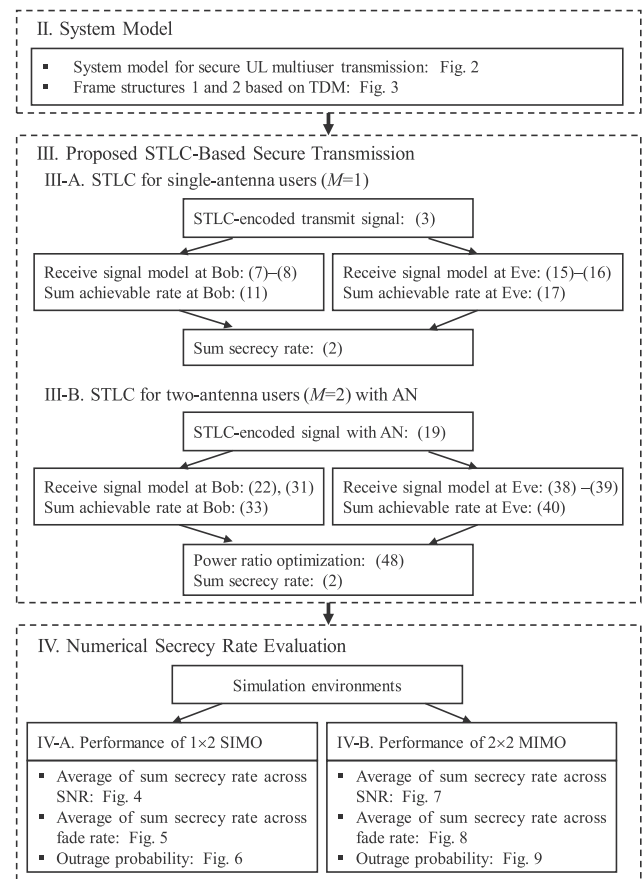 II. System Model
▪ System model for secure UL multiuser transmission: Fig. 2
▪ Frame structures 1 and 2 based on TDM: Fig. 3
III. Proposed STLC-Based Secure Transmission
III-A. STLC for single-antenna users (M=1)
STLC-encoded transmit signal: (3)
Receive signal model at Bob: (7)–(8)
Sum achievable rate at Bob: (11)
Receive signal model at Eve: (15)–(16)
Sum achievable rate at Eve: (17)
Sum secrecy rate: (2)
III-B. STLC for two-antenna users (M=2) with AN
STLC-encoded signal with AN: (19)
Receive signal model at Bob: (22), (31)
Sum achievable rate at Bob: (33)
Receive signal model at Eve: (38) –(39)
Sum achievable rate at Eve: (40)
Power ratio optimization: (48)
Sum secrecy rate: (2)
IV. Numerical Secrecy Rate Evaluation
Simulation environments
IV-A. Performance of 1×2 SIMO
▪ Average of sum secrecy rate across
SNR: Fig. 4
▪ Average of sum secrecy rate across
fade rate: Fig. 5
▪ Outrage probability: Fig. 6
IV-B. Performance of 2×2 MIMO
▪ Average of sum secrecy rate across
SNR: Fig. 7
▪ Average of sum secrecy rate across
fade rate: Fig. 8
▪ Outrage probability: Fig. 9